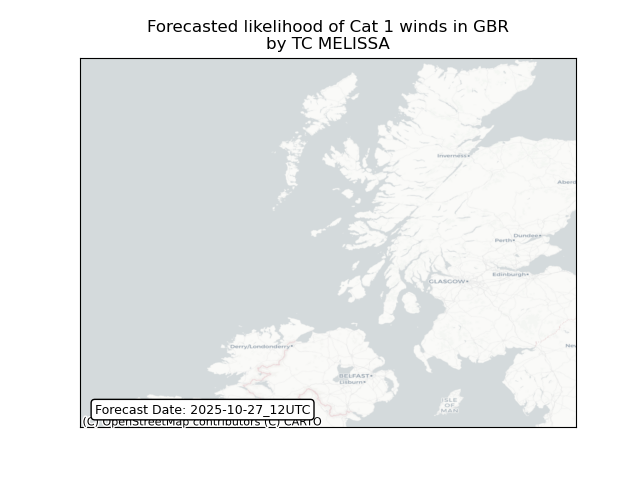 Forecasted likelihood of Cat 1 winds in GBR
by TC MELISSA
Inverness
Aberd
Dundee
Perth
Edinburgh
GLASGOW
Derry/Londonderry
New
BELFAST
Lisburn
ISLE
OF
MAN
Forecast Date: 2025-10-27_12UTC
(C) OpenStreetMap contributors (C) CARTO